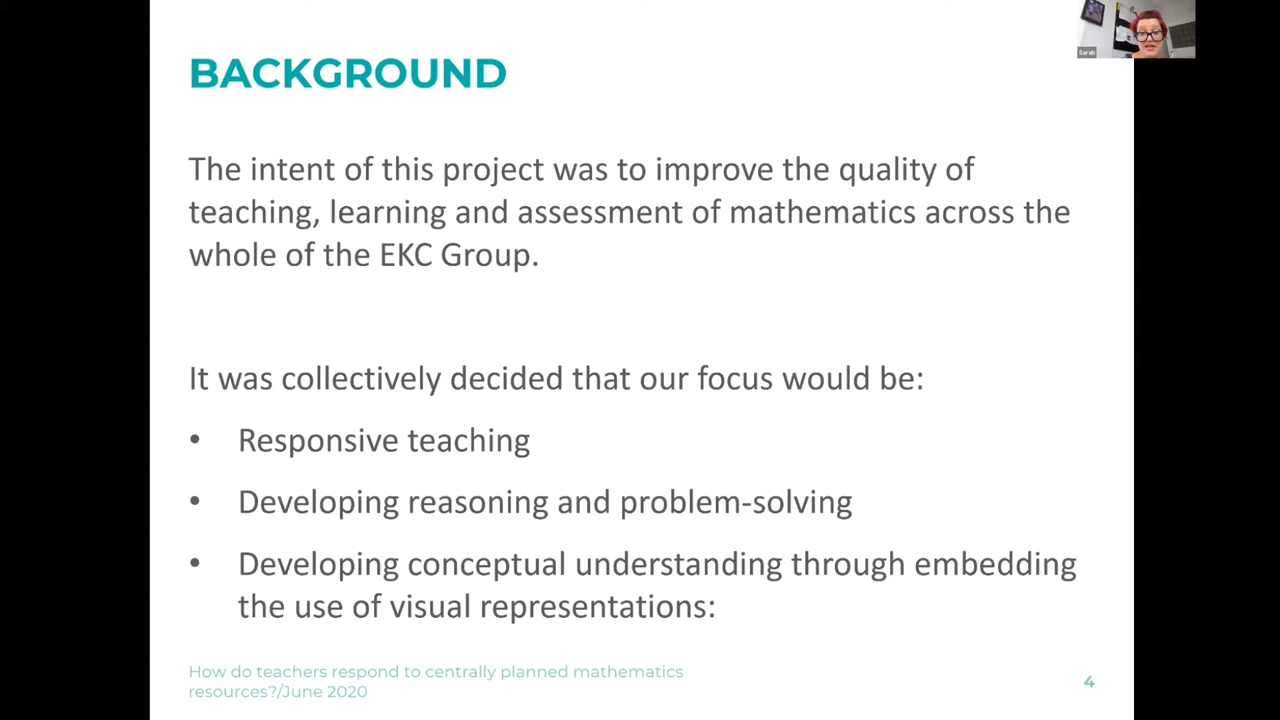 BACKGROUND
Sarah
The intent of this project was to improve the quality of
teaching, learning and assessment of mathematics across the
whole of the EKC Group.
It was collectively decided that our focus would be:
• Responsive teaching
• Developing reasoning and problem-solving
• Developing conceptual understanding through embedding
the use of visual representations:
How do teachers respond to centrally planned mathematics
resources?/June 2020
4